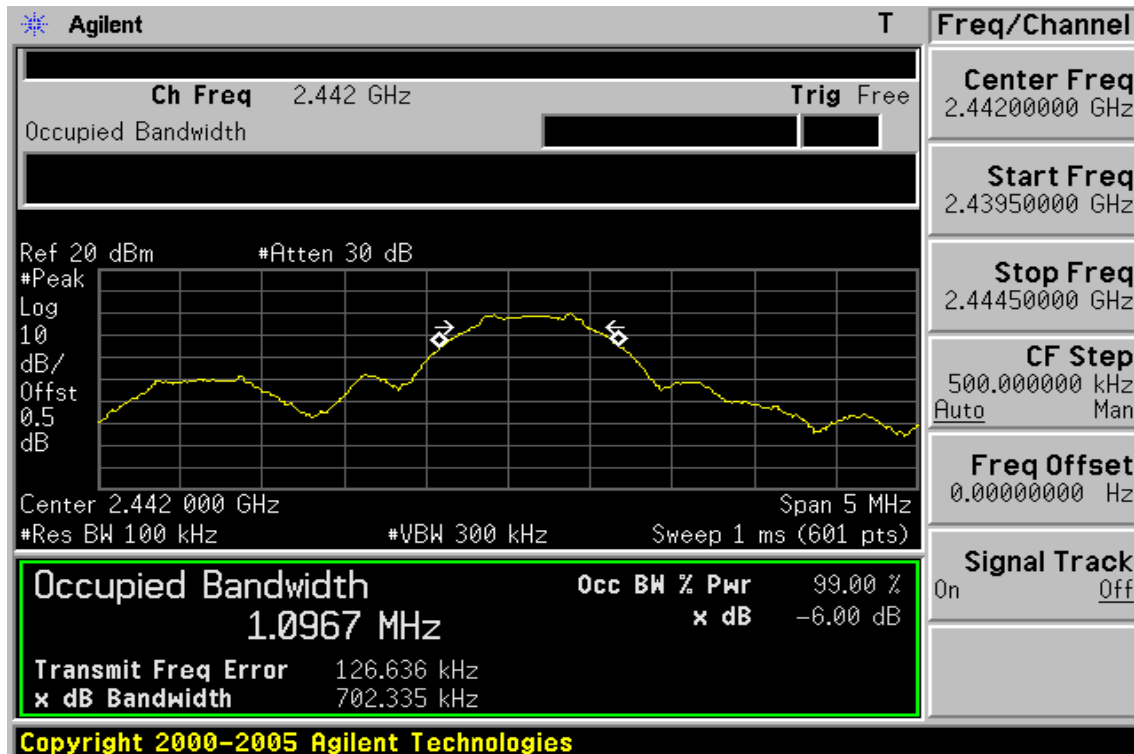 Agilent T Freq/Channel
Ch Freq 2.442 GHz Trig Free
Occupied Bandwidth
Center Freq
2.44200000 GHz
Start Freq
2.43950000 GHz
Stop Freq
2.44450000 GHz
CF Step
500.000000 kHz
Auto Man
Freq Offset
0.00000000 Hz
Signal Track
On Off
Ref 20 dBm #Atten 30 dB
#Peak
Log
10
dB/
Offst
0.5
dB
Center 2.442 000 GHz Span 5 MHz
#Res BW 100 kHz #VBW 300 kHz Sweep 1 ms (601 pts)
Occupied Bandwidth
1.0967 MHz
Occ BW % Pwr 99.00 %
x dB -6.00 dB
Transmit Freq Error 126.636 kHz
x dB Bandwidth 702.335 kHz
Copyright 2000-2005 Agilent Technologies